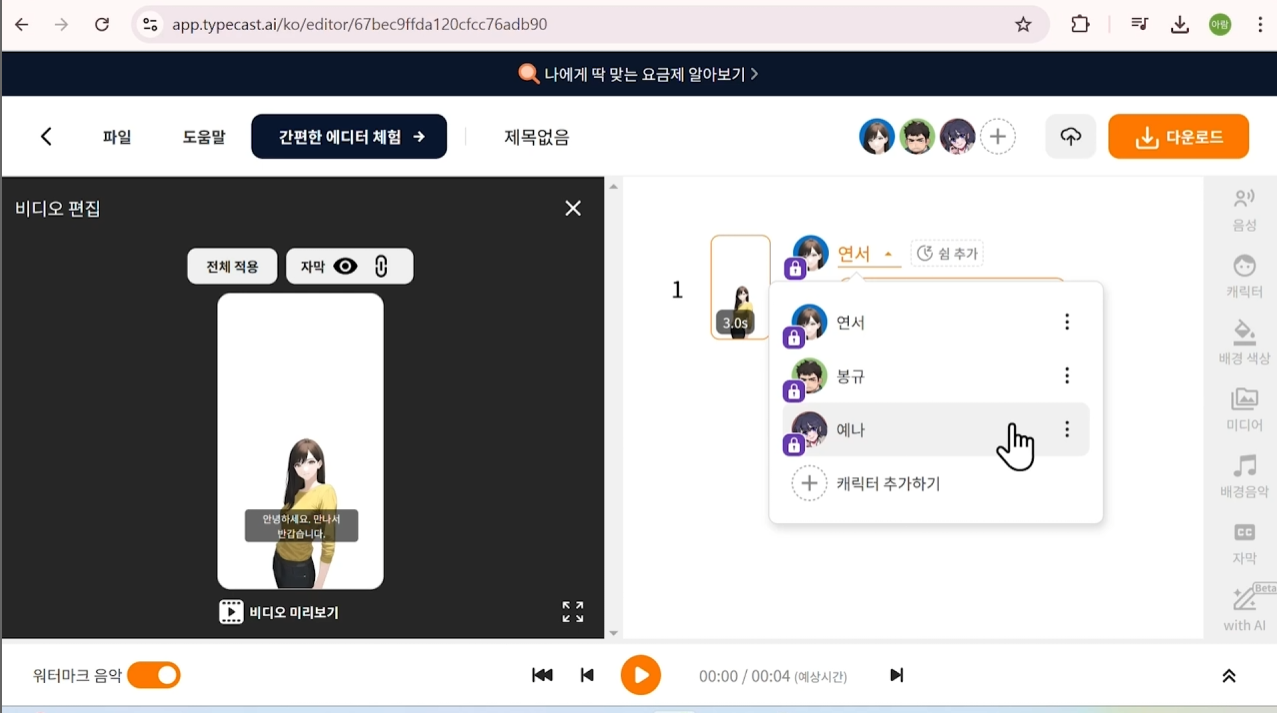 app.typecast.ai/ko/editor/67bec9ffda120cfcc76adb90
아람
나에게 딱 맞는 요금제 알아보기
파일
도움말
간편한 에디터 체험 →
제목없음
다운로드
비디오 편집
전체 적용
자막
안녕하세요. 만나서
반갑습니다.
비디오 미리보기
1
3.0s
연서
쉼 추가
연서
봉규
예나
캐릭터 추가하기
음성
캐릭터
배경 색상
미디어
배경음악
CC
자막
Beta
with AI
워터마크 음악
00:00 / 00:04 (예상시간)